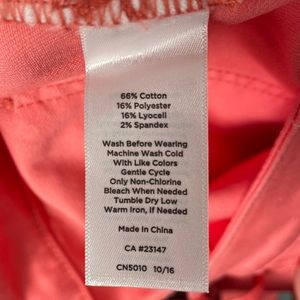 66% Cotton
16% Polyester
16% Lyocell
2% Spandex
Wash Before Wearing
Machine Wash Cold
With Like Colors
Gentle Cycle
Only Non-Chlorine
Bleach When Needed
Tumble Dry Low
Warm Iron, If Needed
Made In China
CA #23147
CN5010 10/16